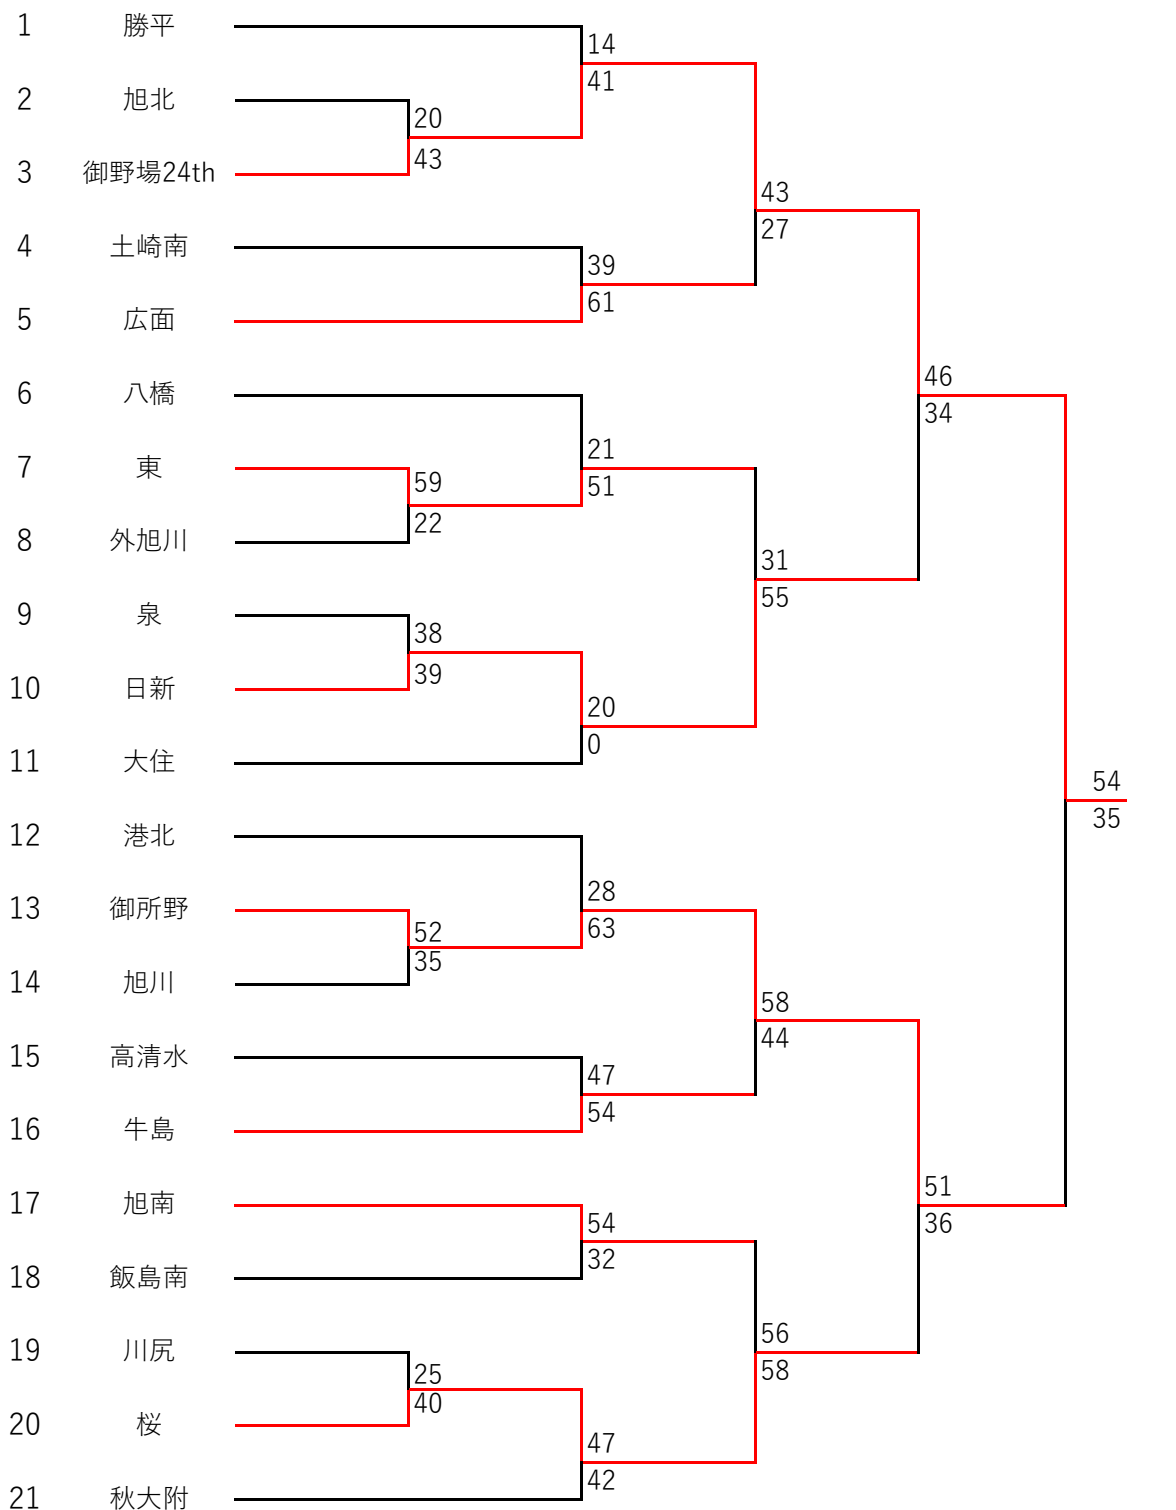 1 勝平
14
41
2 旭北
20
43
3 御野場24th
43
27
4 土崎南
39
61
5 広面
46
34
6 八橋
21
51
7 東
59
22
8 外旭川
31
55
9 泉
38
39
10 日新
20
0
11 大住
54
35
12 港北
28
63
13 御所野
52
35
14 旭川
58
44
15 高清水
47
54
16 牛島
51
36
17 旭南
54
32
18 飯島南
56
58
19 川尻
25
40
20 桜
47
42
21 秋大附